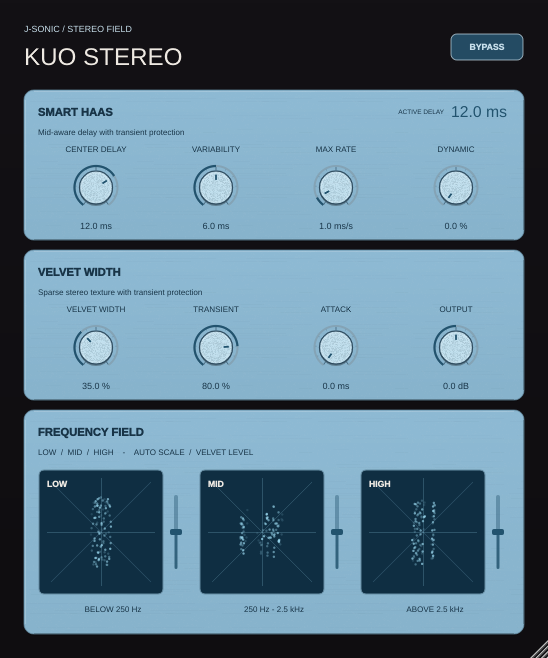 J-SONIC / STEREO FIELD
KUO STEREO
BYPASS
SMART HAAS
ACTIVE DELAY 12.0 ms
Mid-aware delay with transient protection
CENTER DELAY VARIABILITY MAX RATE DYNAMIC
12.0 ms 6.0 ms 1.0 ms/s 0.0 %
VELVET WIDTH
Sparse stereo texture with transient protection
VELVET WIDTH TRANSIENT ATTACK OUTPUT
35.0 % 80.0 % 0.0 ms 0.0 dB
FREQUENCY FIELD
LOW / MID / HIGH - AUTO SCALE / VELVET LEVEL
LOW MID HIGH
BELOW 250 Hz 250 Hz - 2.5 kHz ABOVE 2.5 kHz